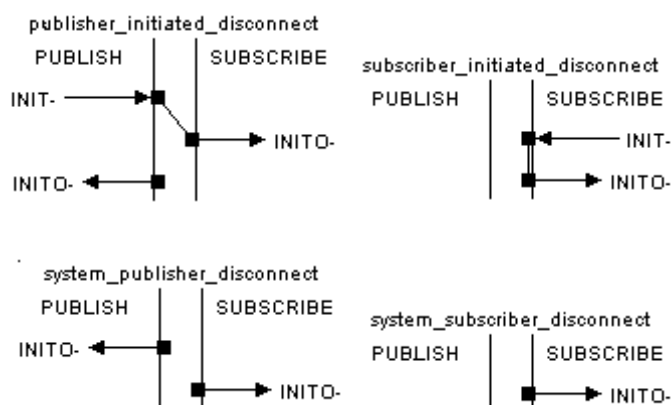 publisher_initiated_disconnect
PUBLISH SUBSCRIBE
INIT-
INITO-
INITO-
subscriber_initiated_disconnect
PUBLISH SUBSCRIBE
INIT-
INITO-
system_publisher_disconnect
PUBLISH SUBSCRIBE
INITO-
INITO-
system_subscriber_disconnect
PUBLISH SUBSCRIBE
INITO-